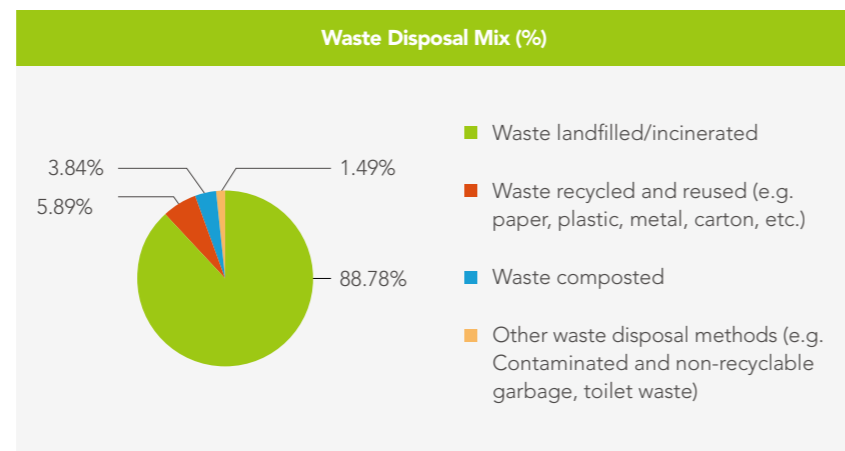 Waste Disposal Mix (%)
3.84%
1.49%
5.89%
88.78%
Waste landfilled/incinerated
Waste recycled and reused (e.g.
paper, plastic, metal, carton, etc.)
Waste composted
Other waste disposal methods (e.g.
Contaminated and non-recyclable
garbage, toilet waste)